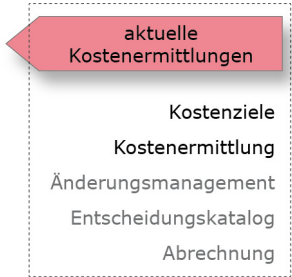 aktuelle
Kostenermittlungen
Kostenziele
Kostenermittlung
Änderungsmanagement
Entscheidungskatalog
Abrechnung